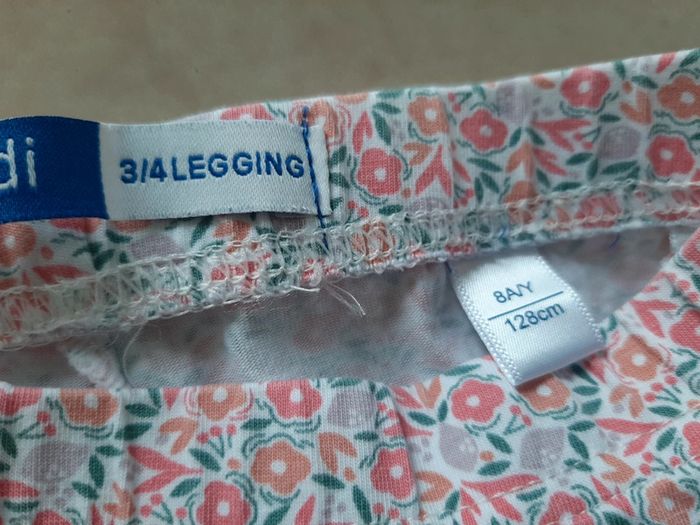 di
3/4 LEGGING
8A/Y
128cm